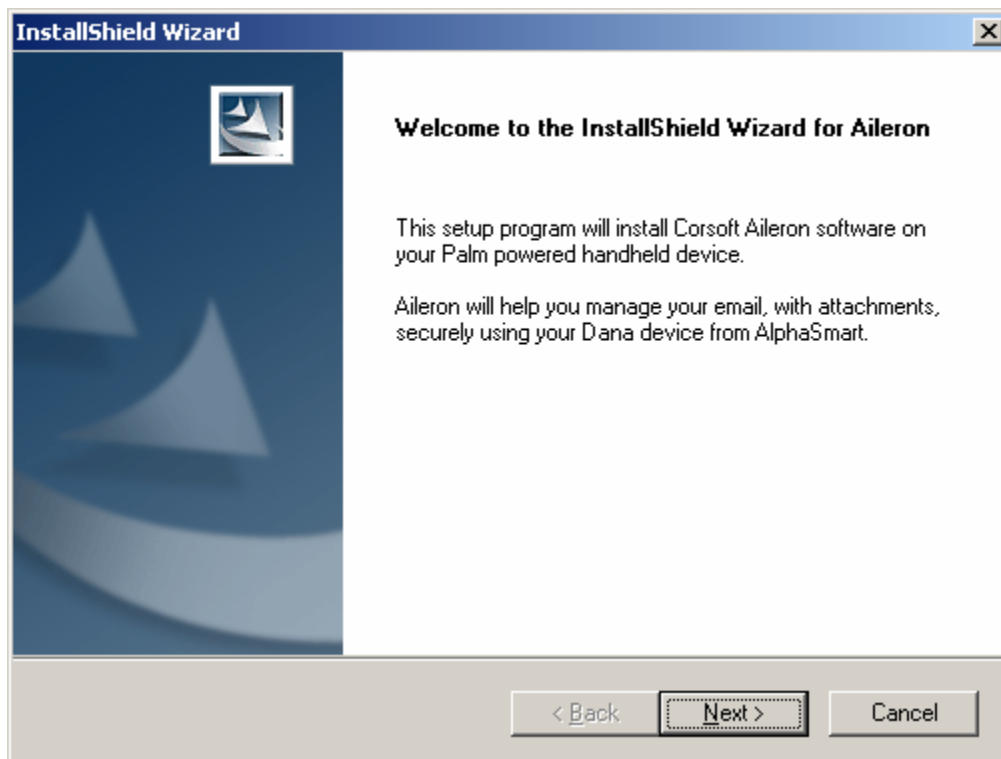 InstallShield Wizard
Welcome to the InstallShield Wizard for Aileron
This setup program will install Corsoft Aileron software on
your Palm powered handheld device.
Aileron will help you manage your email, with attachments,
securely using your Dana device from AlphaSmart.
< Back
Next >
Cancel